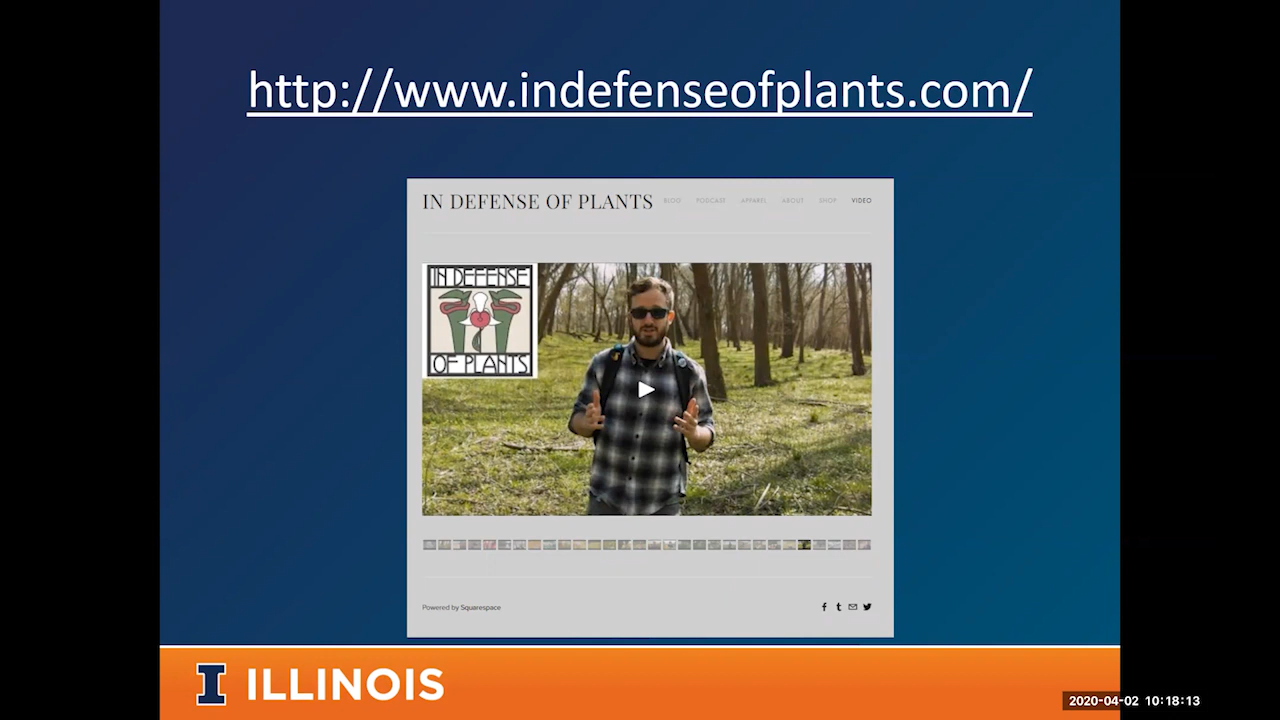 http://www.indefenseofplants.com/
IN DEFENSE OF PLANTS
BLOG PODCAST APPAREL ABOUT SHOP VIDEO
IN DEFENSE
OF PLANTS
Powered by Squarespace
I ILLINOIS
2020-04-02 10:18:13